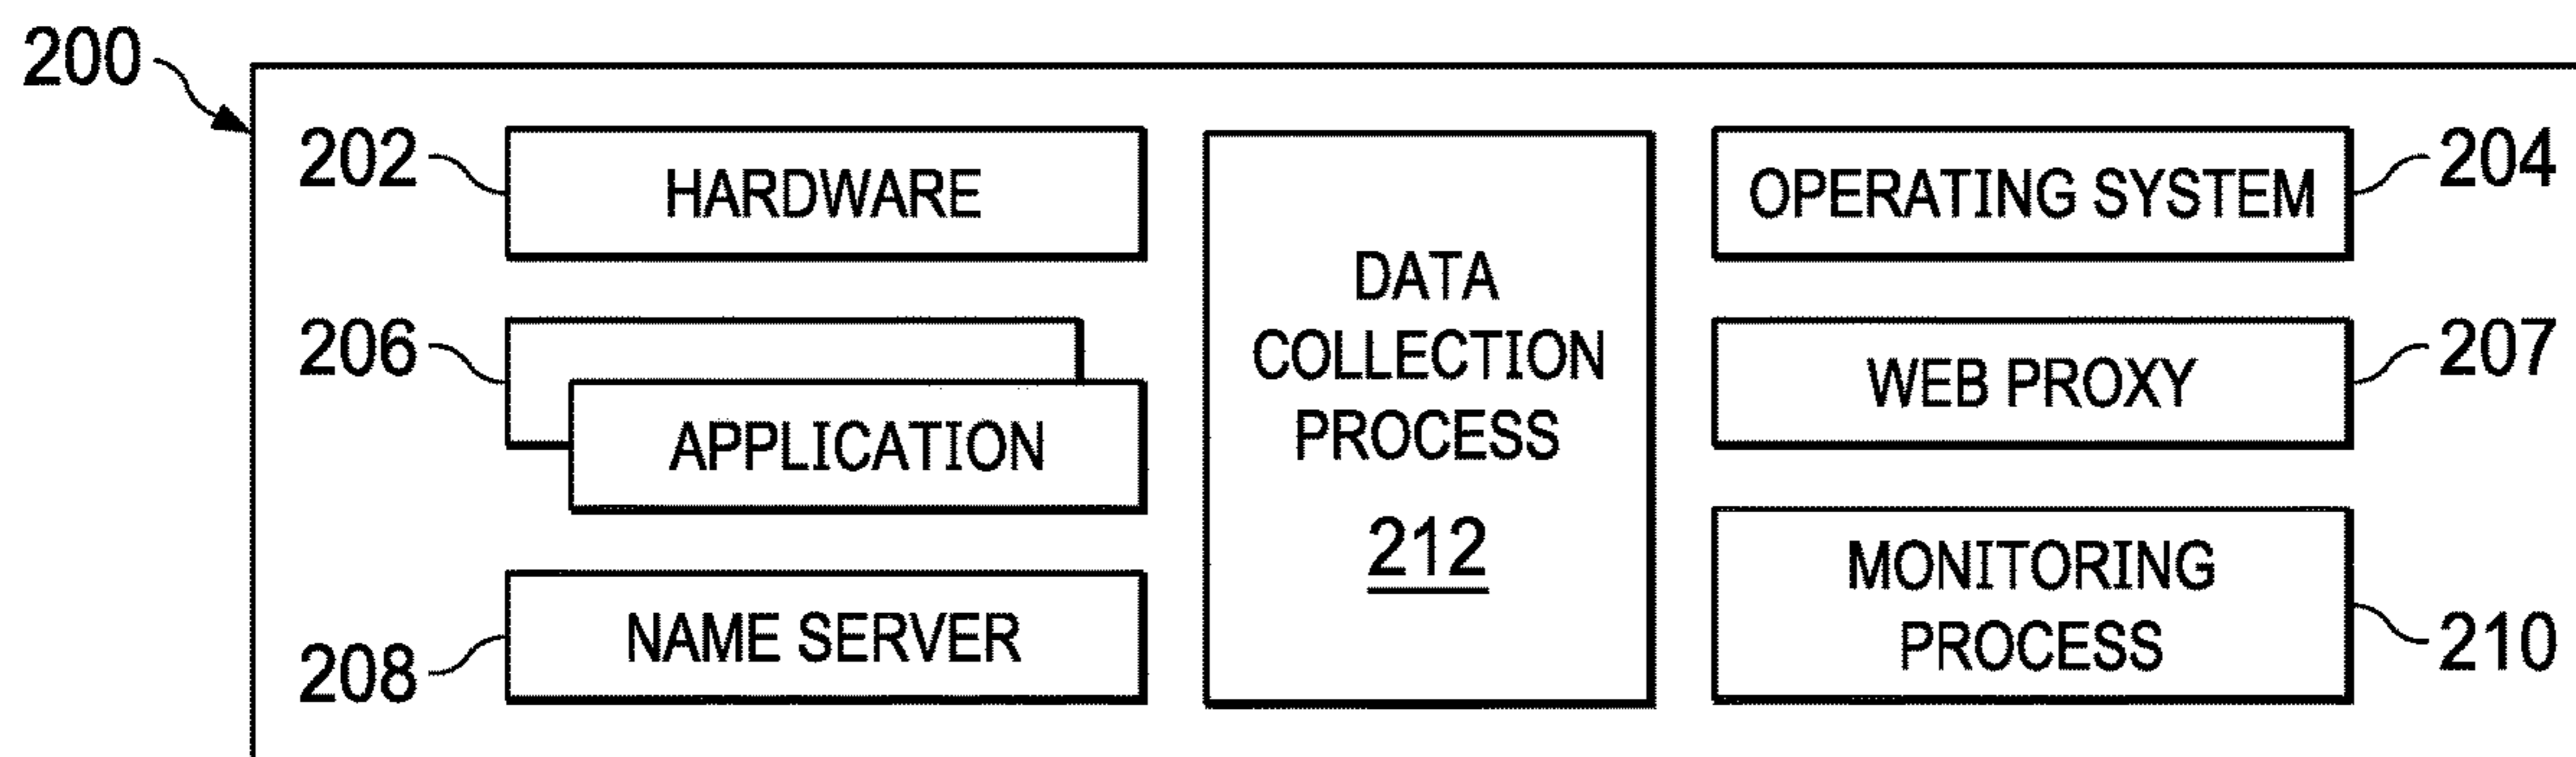 200
202
HARDWARE
206
APPLICATION
208
NAME SERVER
DATA
COLLECTION
PROCESS
212
OPERATING SYSTEM
204
WEB PROXY
207
MONITORING
PROCESS
210